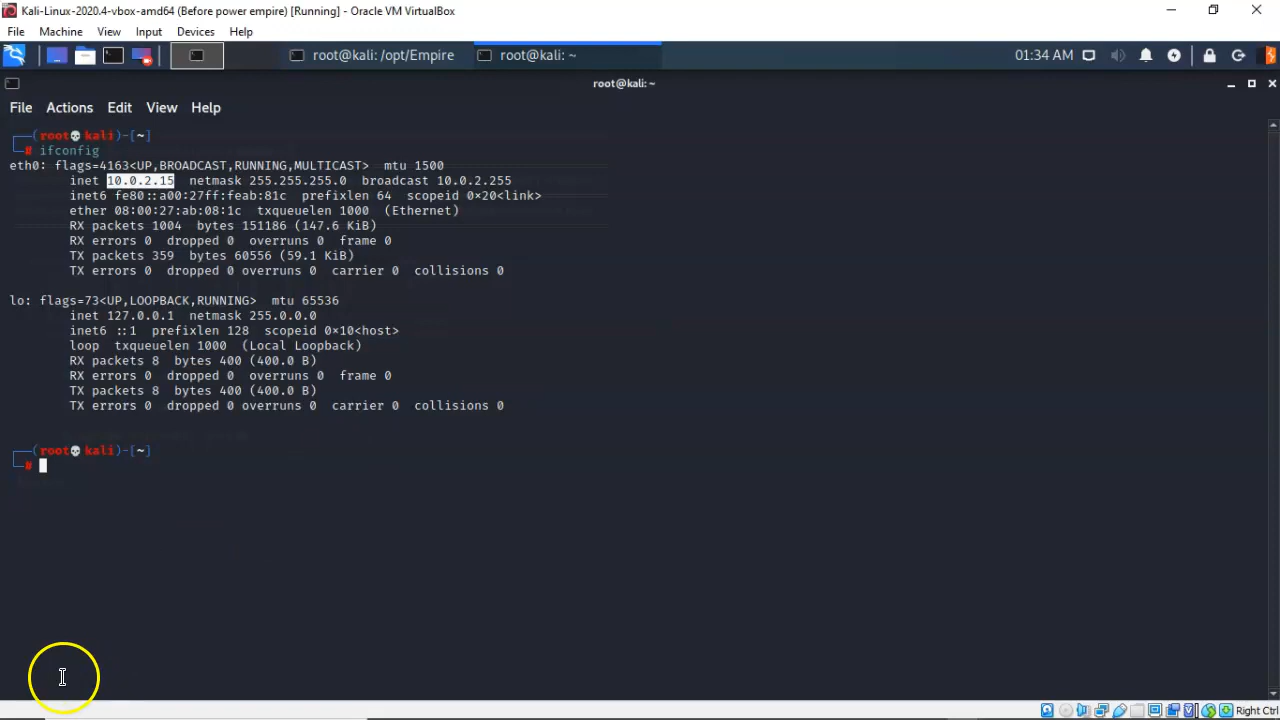 Kali-Linux-2020.4-vbox-amd64 (Before power empire) [Running] - Oracle VM VirtualBox
File Machine View Input Devices Help
root@kali: /opt/Empire root@kali: ~ 01:34 AM
root@kali: ~
File Actions Edit View Help
(root💀kali)-[~]
# ifconfig
eth0: flags=4163<UP,BROADCAST,RUNNING,MULTICAST> mtu 1500
inet 10.0.2.15 netmask 255.255.255.0 broadcast 10.0.2.255
inet6 fe80::a00:27ff:feab:81c prefixlen 64 scopeid 0×20<link>
ether 08:00:27:ab:08:1c txqueuelen 1000 (Ethernet)
RX packets 1004 bytes 151186 (147.6 KiB)
RX errors 0 dropped 0 overruns 0 frame 0
TX packets 359 bytes 60556 (59.1 KiB)
TX errors 0 dropped 0 overruns 0 carrier 0 collisions 0
lo: flags=73<UP,LOOPBACK,RUNNING> mtu 65536
inet 127.0.0.1 netmask 255.0.0.0
inet6 ::1 prefixlen 128 scopeid 0×10<host>
loop txqueuelen 1000 (Local Loopback)
RX packets 8 bytes 400 (400.0 B)
RX errors 0 dropped 0 overruns 0 frame 0
TX packets 8 bytes 400 (400.0 B)
TX errors 0 dropped 0 overruns 0 carrier 0 collisions 0
(root💀kali)-[~]
#
Right Ctrl